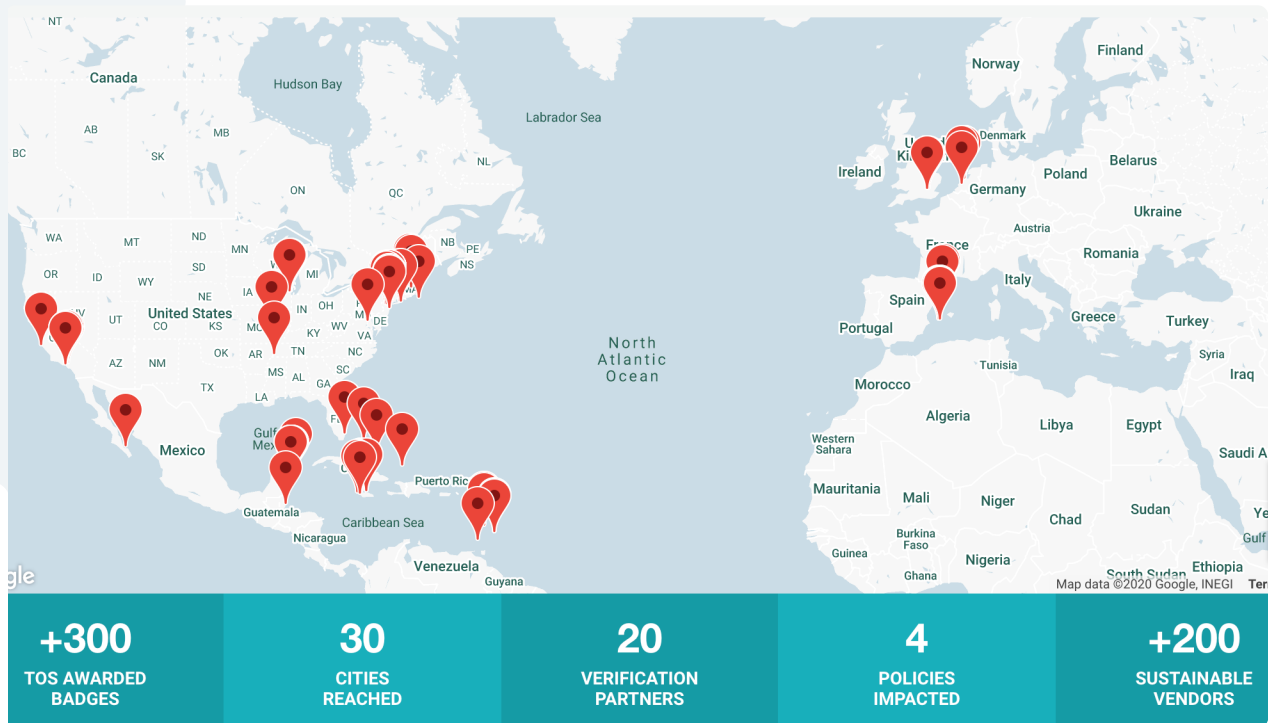 NT
Canada
Hudson Bay
Labrador Sea
Norway
Finland
AB
MB
BC
SK
NL
Denmark
Ireland
Belarus
Poland
Germany
ON
QC
Ukraine
Austria
WA
MT
ND
MN
NB
PE
NS
France
Romania
OR
ID
SD
WY
MI
Italy
NE
IA
IN
OH
United States
UT
CO
KS
KY
WV
DE
VA
Spain
Portugal
Greece
Turkey
North
Atlantic
Ocean
AZ
NM
OK
AR
TN
NC
MS
AL
SC
GA
TX
LA
Tunisia
Syria
Iraq
Morocco
Algeria
Libya
Egypt
Mexico
Western
Sahara
Saudi A
Puerto Ric
Mauritania
Mali
Niger
Chad
Sudan
Ye
Guatemala
Caribbean Sea
Nicaragua
Burkina
Faso
Guinea
Nigeria
Gulf
Venezuela
Guyana
Ghana
South Sudan
Ethiopia
gle
Map data ©2020 Google, INEGI
Ter
+300
TOS AWARDED
BADGES
30
CITIES
REACHED
20
VERIFICATION
PARTNERS
4
POLICIES
IMPACTED
+200
SUSTAINABLE
VENDORS